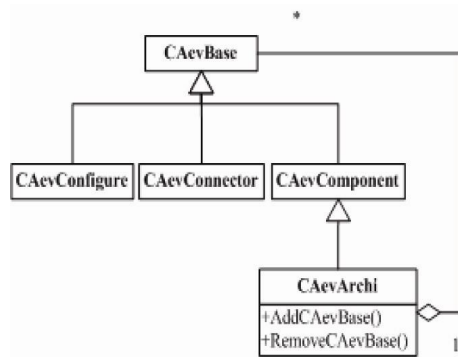 *
CAevBase
CAevConfigure
CAevConnector
CAevComponent
CAevArchi
+AddCAevBase()
+RemoveCAevBase()
1